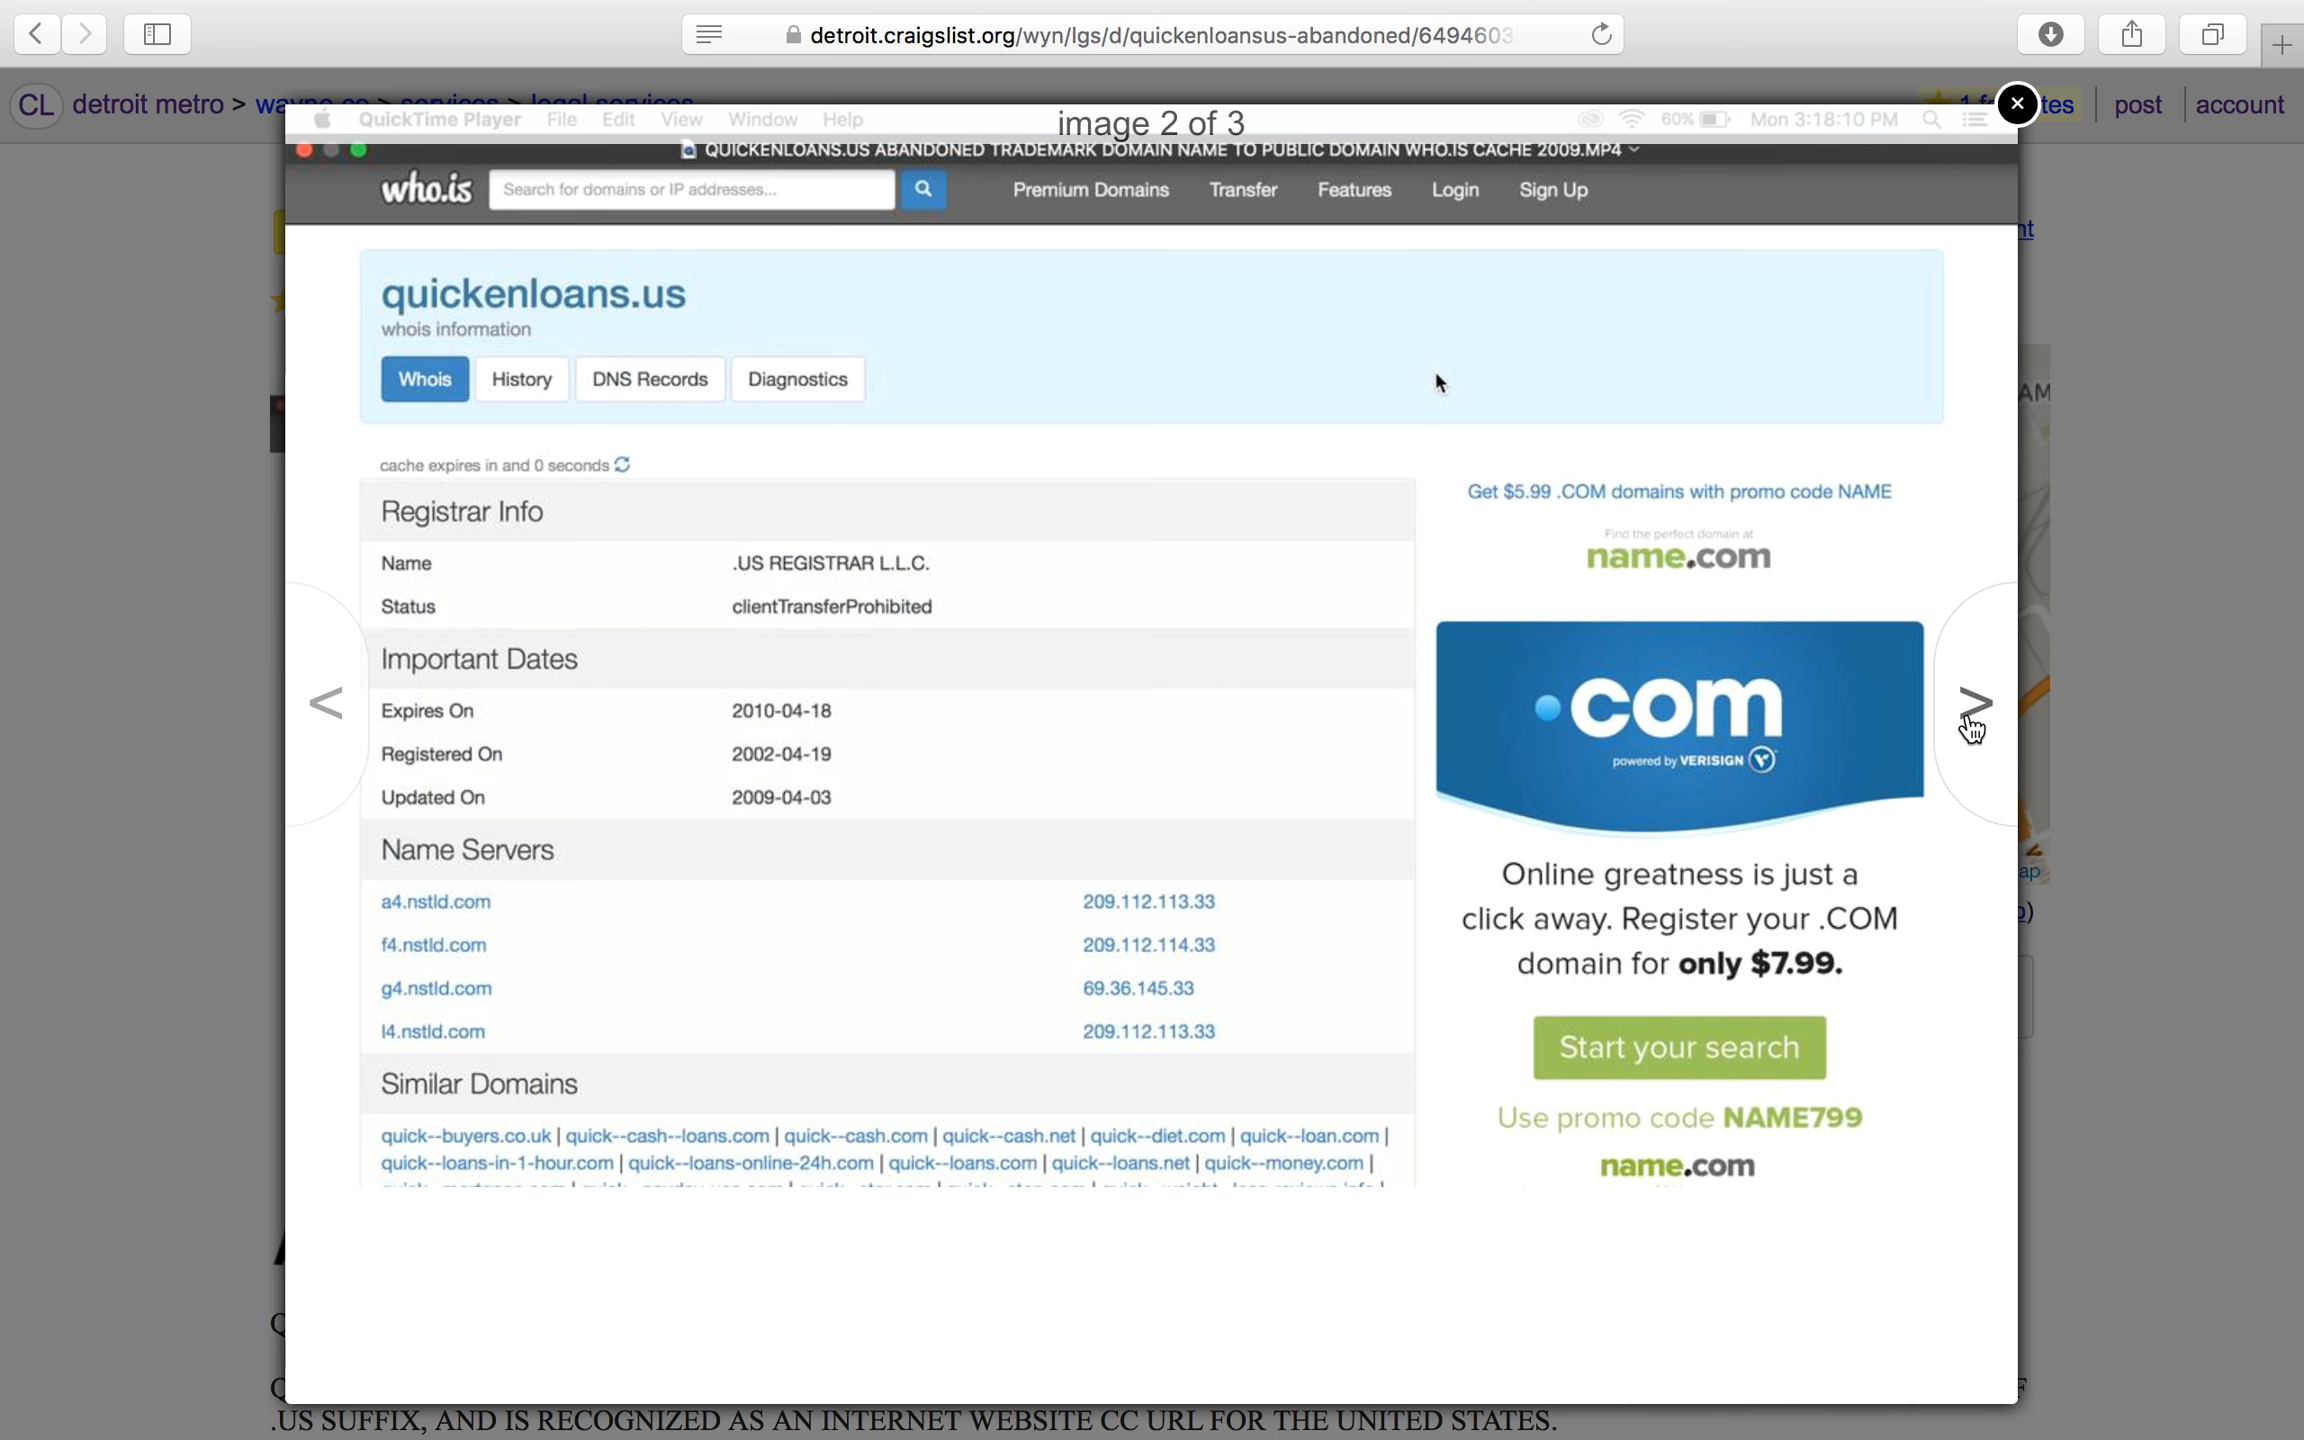 detroit.craigslist.org/wyn/lgs/d/quickenloansus-abandoned/6494603
CL detroit metro > wayne co > services > legal services
post account
QuickTime Player File Edit View Window Help
image 2 of 3
60% Mon 3:18:10 PM
QUICKENLOANS.US ABANDONED TRADEMARK DOMAIN NAME TO PUBLIC DOMAIN WHO.IS CACHE 2009.MP4
who.is Search for domains or IP addresses... Premium Domains Transfer Features Login Sign Up
quickenloans.us
whois information
Whois History DNS Records Diagnostics
cache expires in and 0 seconds
Registrar Info
Name .US REGISTRAR L.L.C.
Status clientTransferProhibited
Important Dates
Expires On 2010-04-18
Registered On 2002-04-19
Updated On 2009-04-03
Name Servers
a4.nstld.com 209.112.113.33
f4.nstld.com 209.112.114.33
g4.nstld.com 69.36.145.33
l4.nstld.com 209.112.113.33
Similar Domains
quick--buyers.co.uk | quick--cash--loans.com | quick--cash.com | quick--cash.net | quick--diet.com | quick--loan.com |
quick--loans-in-1-hour.com | quick--loans-online-24h.com | quick--loans.com | quick--loans.net | quick--money.com |
Get $5.99 .COM domains with promo code NAME
Find the perfect domain at
name.com
.com
powered by VERISIGN
Online greatness is just a
click away. Register your .COM
domain for only $7.99.
Start your search
Use promo code NAME799
name.com
< >
.US SUFFIX, AND IS RECOGNIZED AS AN INTERNET WEBSITE CC URL FOR THE UNITED STATES.